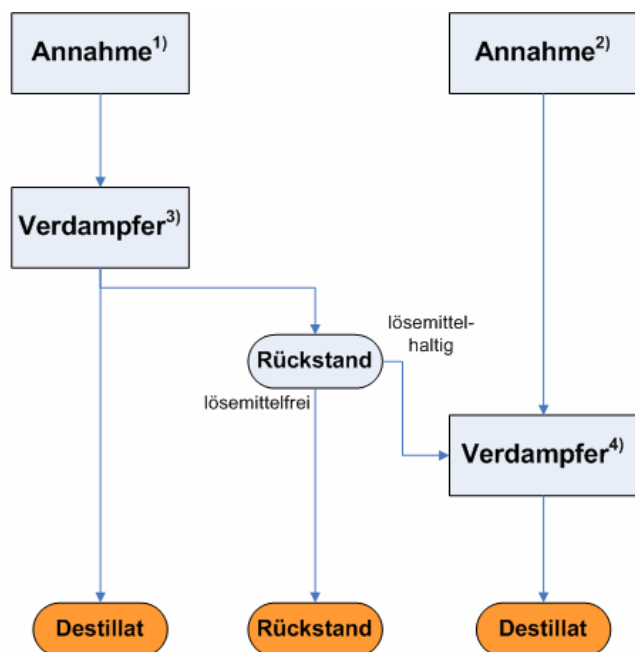 Annahme1)
Annahme2)
Verdampfer3)
lösemittel-
haltig
Rückstand
lösemittelfrei
Verdampfer4)
Destillat
Rückstand
Destillat